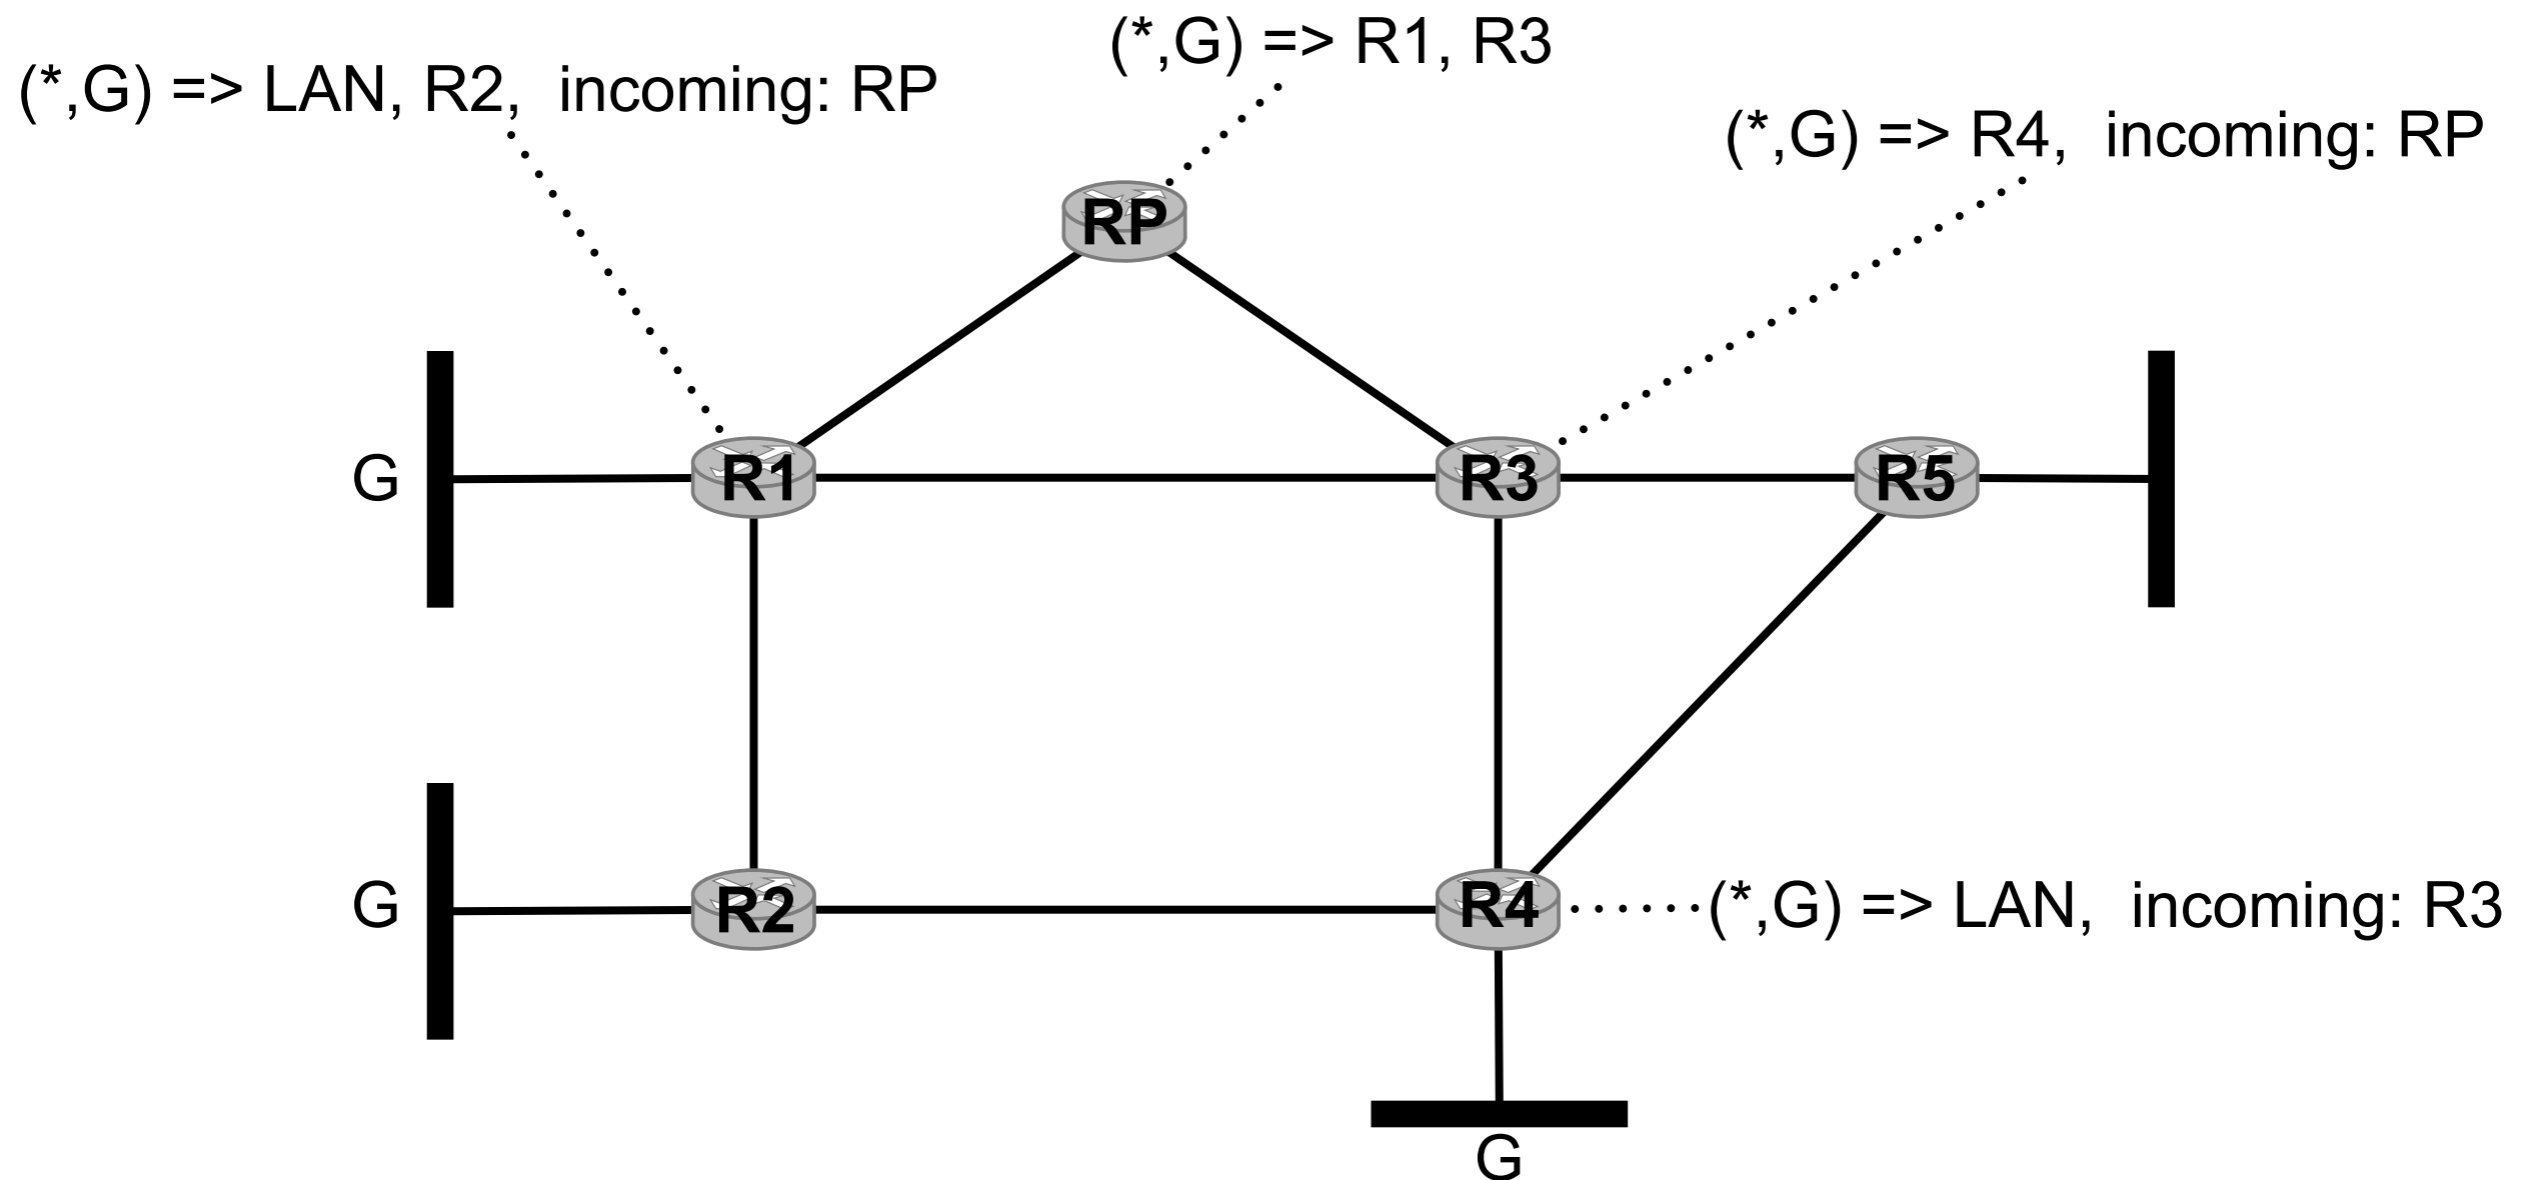 (*,G) => R1, R3
(*,G) => LAN, R2,  incoming: RP
(*,G) => R4,  incoming: RP
RP
G
R1
R3
R5
G
R2
R4
(*,G) => LAN,  incoming: R3
G